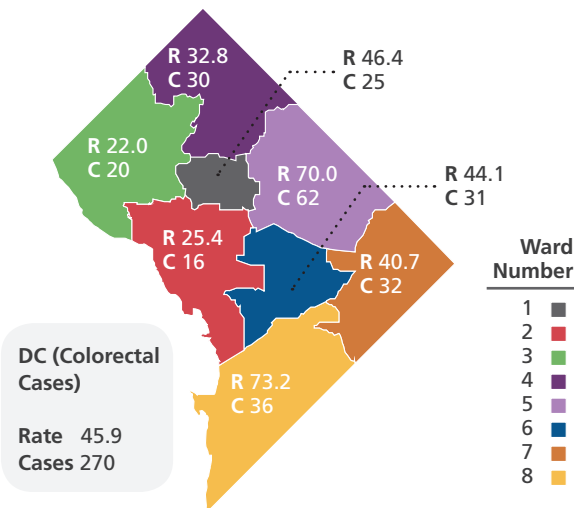 R 32.8
C 30
R 46.4
C 25
R 22.0
C 20
R 70.0
C 62
R 44.1
C 31
R 25.4
C 16
R 40.7
C 32
R 73.2
C 36
DC (Colorectal
Cases)
Rate 45.9
Cases 270
Ward
Number
1
2
3
4
5
6
7
8